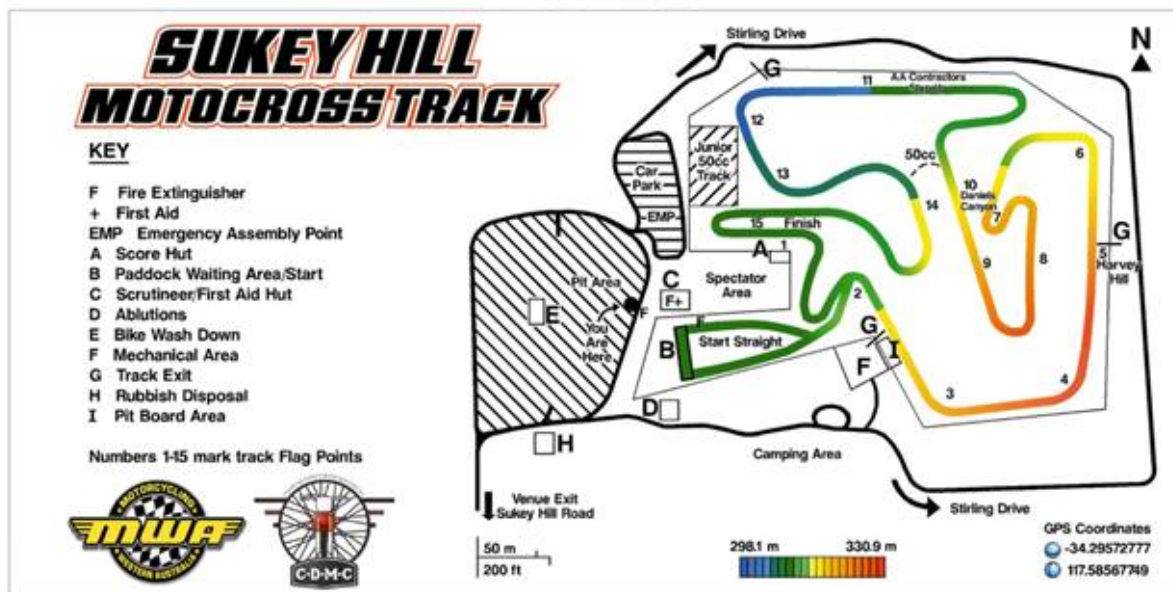 SUKEY HILL
MOTOCROSS TRACK
KEY
F Fire Extinguisher
+ First Aid
EMP Emergency Assembly Point
A Score Hut
B Paddock Waiting Area/Start
C Scrutineer/First Aid Hut
D Ablutions
E Bike Wash Down
F Mechanical Area
G Track Exit
H Rubbish Disposal
I Pit Board Area
Numbers 1-15 mark track Flag Points
MOTORCYCLING
MWA
WESTERN AUSTRALIA
C·D·M·C
Stirling Drive
N
G
11
AA Contractors
12
Junior
50cc
Track
13
50cc
6
Car
Park
10
Daniels
Canyon
EMP
15
Finish
14
7
G
A
1
9
8
5
Harvey
Hill
Pit Area
C
F+
Spectator
Area
2
E
F
You
Are
Here
F
B
Start Straight
G
I
F
3
4
D
H
Camping Area
Venue Exit
Sukey Hill Road
Stirling Drive
50 m
200 ft
298.1 m
330.9 m
GPS Coordinates
-34.29572777
117.58567749